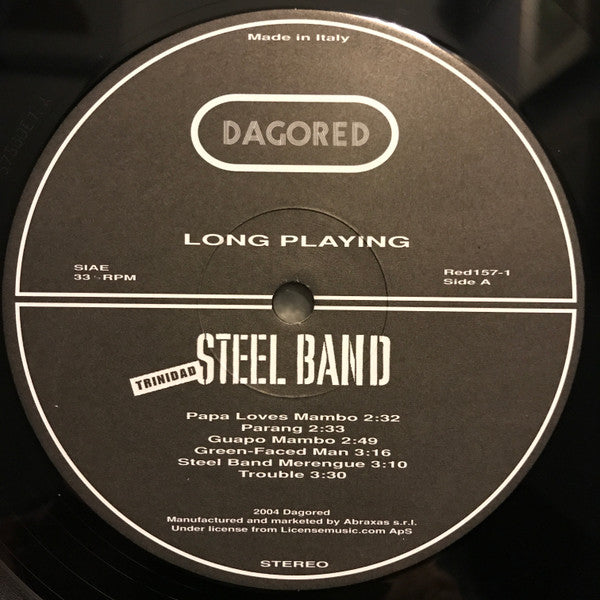 Made in Italy
DAGORED
LONG PLAYING
SIAE
33 RPM
Red157-1
Side A
TRINIDAD
STEEL BAND
Papa Loves Mambo 2:32
Parang 2:33
Guapo Mambo 2:49
Green-Faced Man 3:16
Steel Band Merengue 3:10
Trouble 3:30
2004 Dagored
Manufactured and marketed by Abraxas s.r.l.
Under license from Licensemusic.com ApS
STEREO